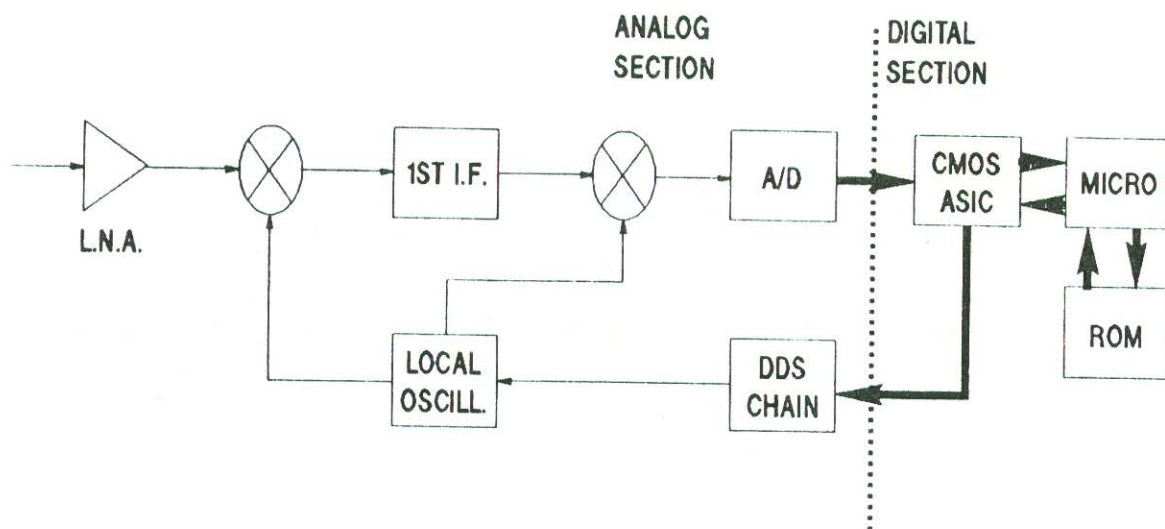 ANALOG
SECTION
DIGITAL
SECTION
L.N.A.
1ST I.F.
A/D
CMOS
ASIC
MICRO
ROM
LOCAL
OSCILL.
DDS
CHAIN